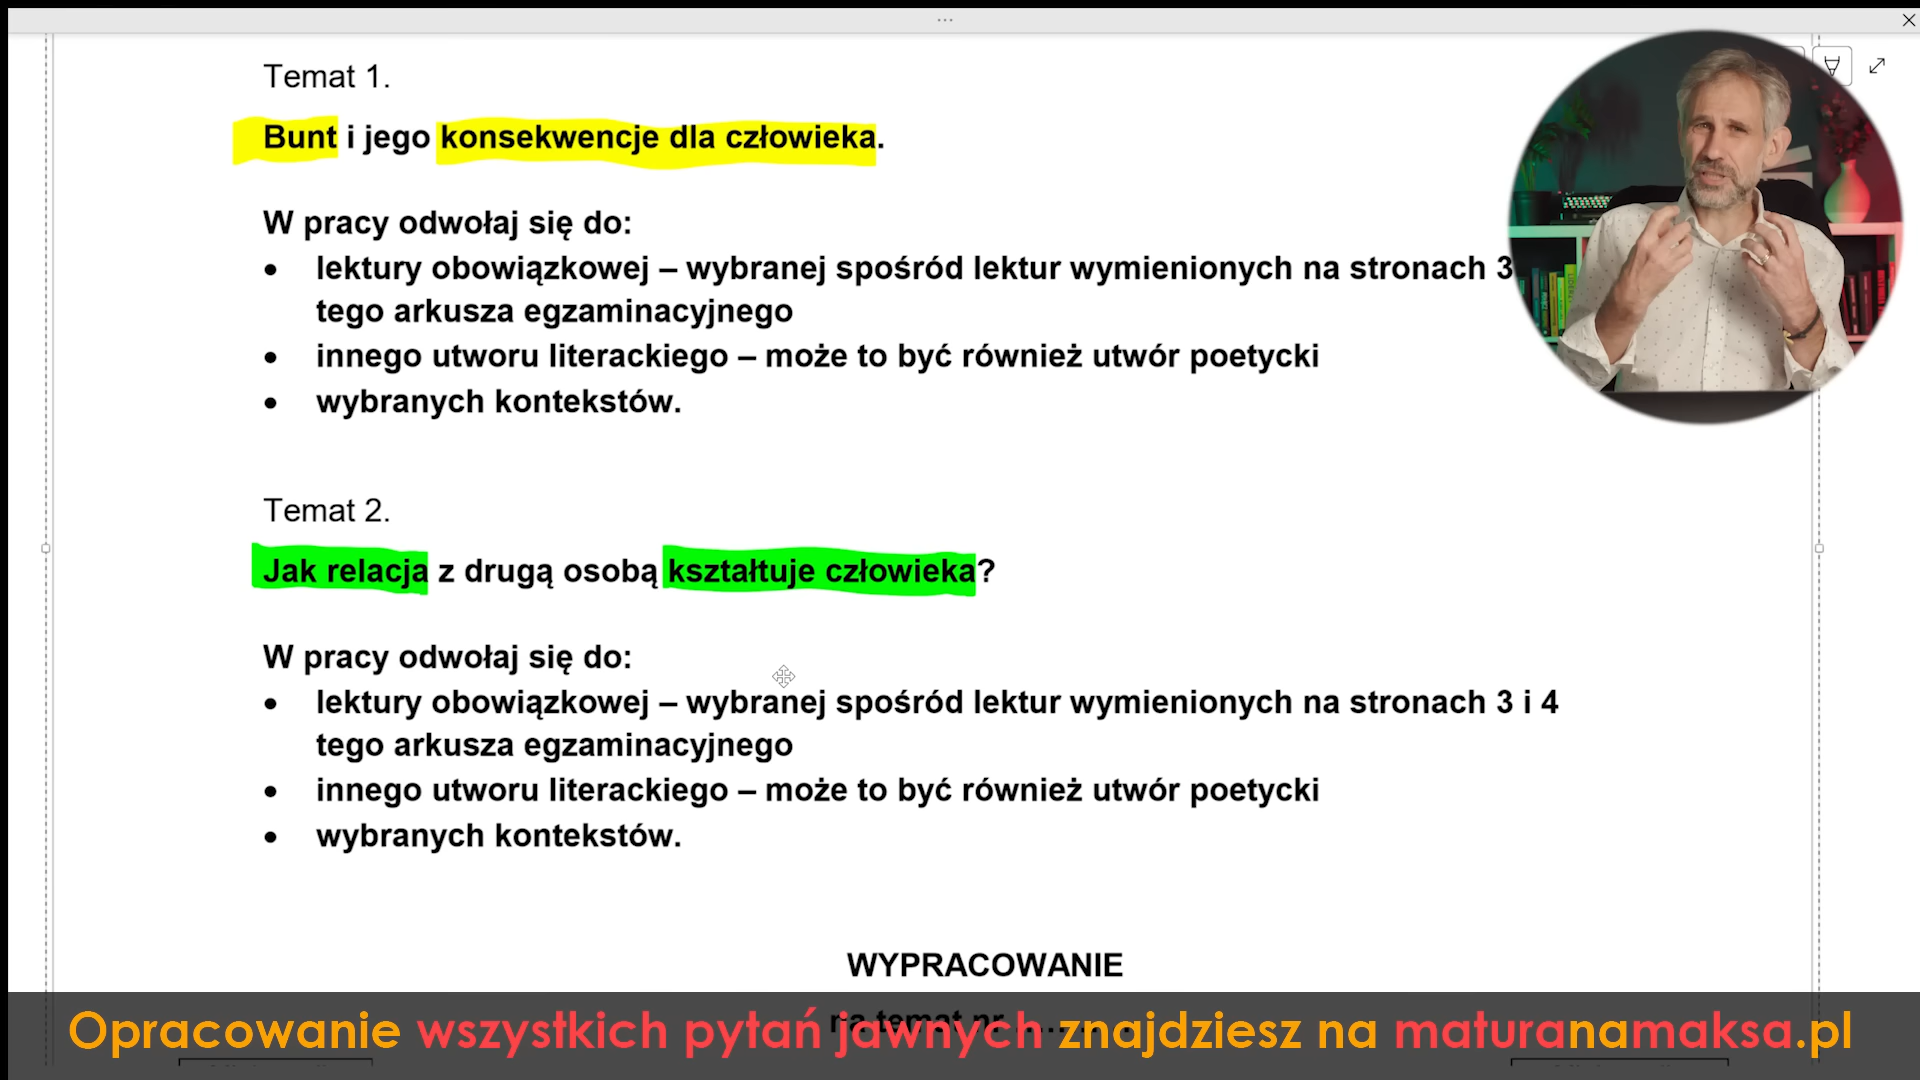 Temat 1.
Bunt i jego konsekwencje dla człowieka.
W pracy odwołaj się do:
• lektury obowiązkowej – wybranej spośród lektur wymienionych na stronach 3
tego arkusza egzaminacyjnego
• innego utworu literackiego – może to być również utwór poetycki
• wybranych kontekstów.
Temat 2.
Jak relacja z drugą osobą kształtuje człowieka?
W pracy odwołaj się do:
• lektury obowiązkowej – wybranej spośród lektur wymienionych na stronach 3 i 4
tego arkusza egzaminacyjnego
• innego utworu literackiego – może to być również utwór poetycki
• wybranych kontekstów.
WYPRACOWANIE
na temat nr
Opracowanie wszystkich pytań jawnych znajdziesz na maturanamaksa.pl